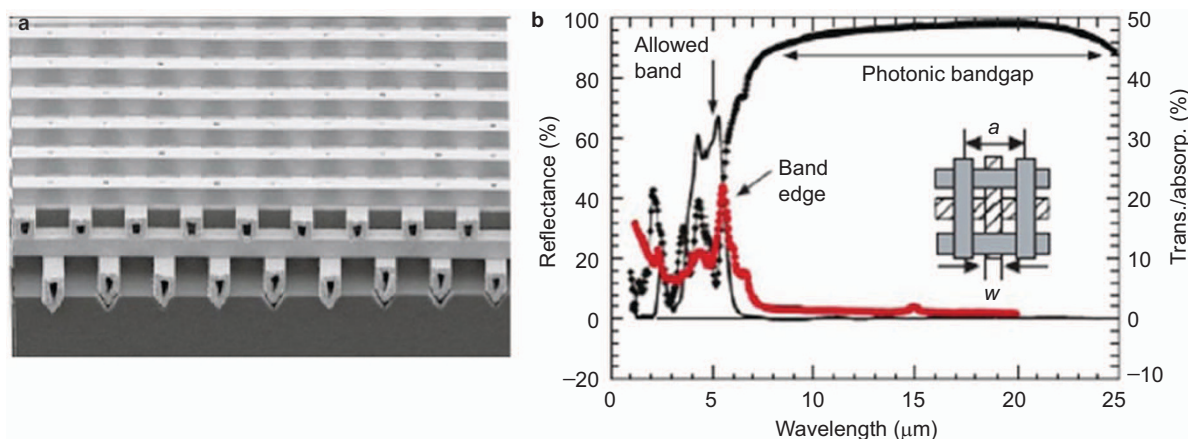 a
b
100
80
60
40
20
0
–20
Reflectance (%)
Allowed
band
Photonic bandgap
Band
edge
a
w
50
40
30
20
10
0
–10
Trans./absorp. (%)
0
5
10
15
20
25
Wavelength (μm)